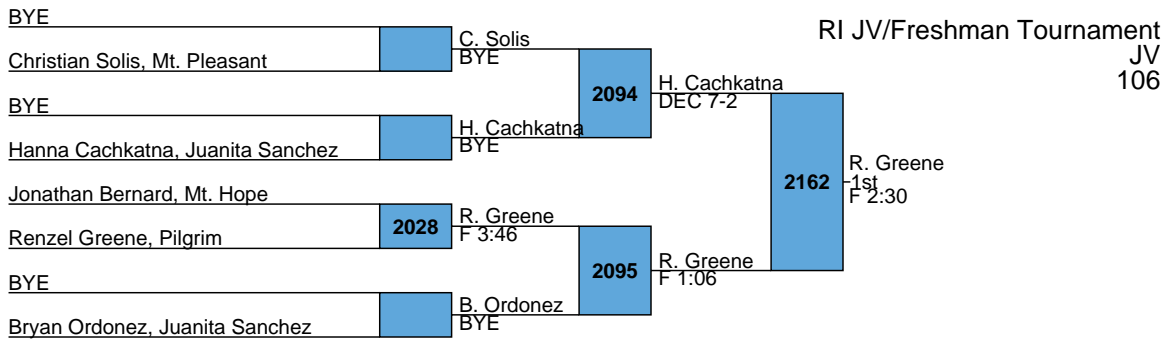 RI JV/Freshman Tournament
JV
106
BYE
Christian Solis, Mt. Pleasant
BYE
Hanna Cachkatna, Juanita Sanchez
Jonathan Bernard, Mt. Hope
Renzel Greene, Pilgrim
BYE
Bryan Ordonez, Juanita Sanchez
2028
C. Solis
BYE
H. Cachkatna
BYE
R. Greene
F 3:46
B. Ordonez
BYE
2094
2095
H. Cachkatna
DEC 7-2
R. Greene
F 1:06
2162
R. Greene
1st
F 2:30